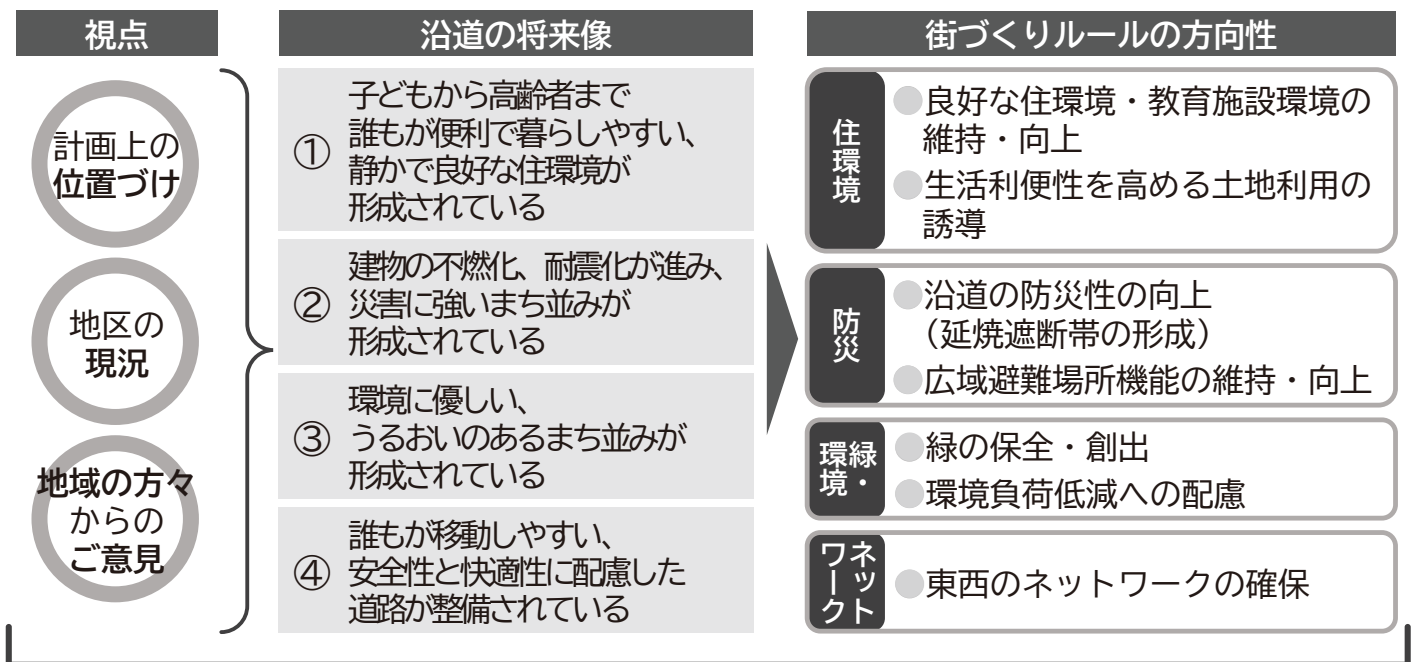 視点
計画上の
位置づけ
地区の
現況
地域の方々
からの
ご意見
沿道の将来像
①
子どもから高齢者まで
誰もが便利で暮らしやすい、
静かで良好な住環境が
形成されている
②
建物の不燃化、耐震化が進み、
災害に強いまち並みが
形成されている
③
環境に優しい、
うるおいのあるまち並みが
形成されている
④
誰もが移動しやすい、
安全性と快適性に配慮した
道路が整備されている
街づくりルールの方向性
住環境
●良好な住環境・教育施設環境の
維持・向上
●生活利便性を高める土地利用の
誘導
防災
●沿道の防災性の向上
（延焼遮断帯の形成）
●広域避難場所機能の維持・向上
緑・
環境
●緑の保全・創出
●環境負荷低減への配慮
ネット
ワーク
●東西のネットワークの確保